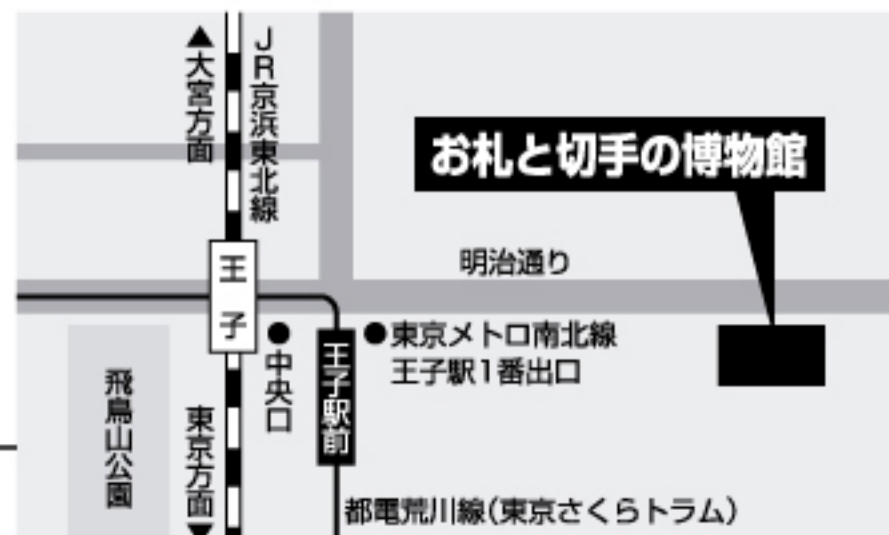 ▲大宮方面
JR京浜東北線
お札と切手の博物館
明治通り
王子
●中央口
王子駅前
●東京メトロ南北線
王子駅1番出口
飛鳥山公園
東京方面▼
都電荒川線(東京さくらトラム)